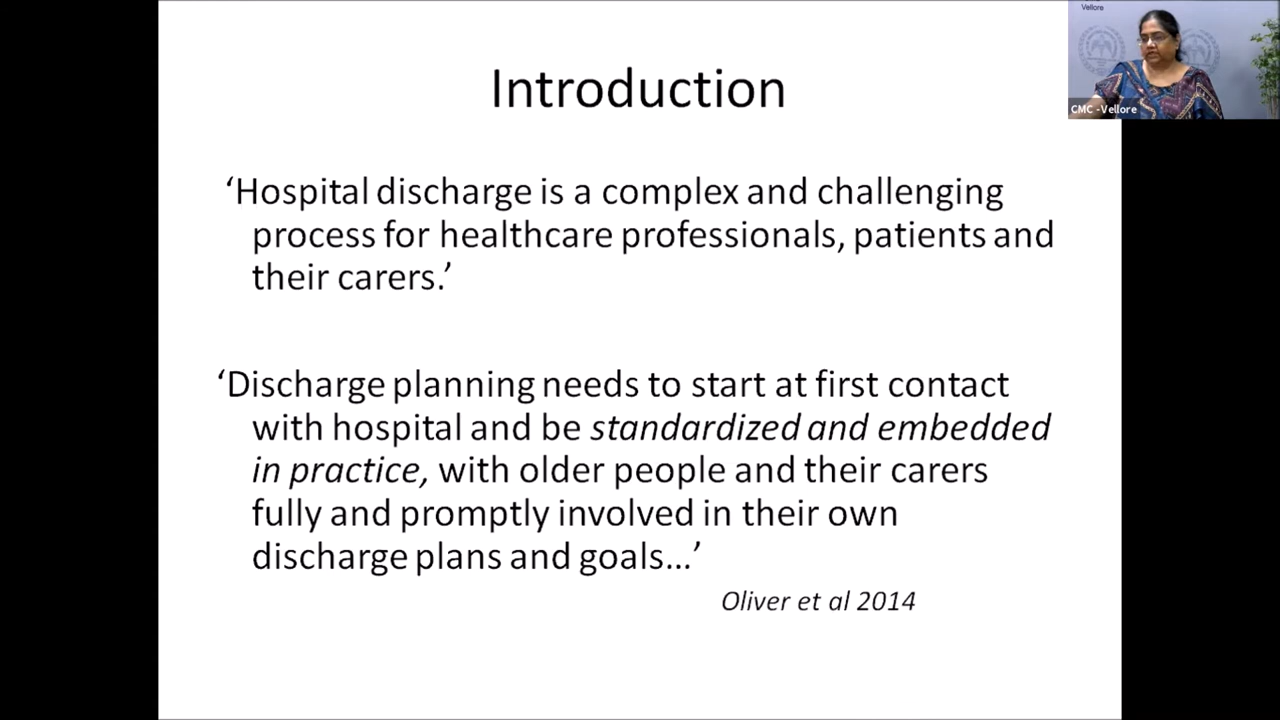 Vellore
CMC -Vellore
Introduction
‘Hospital discharge is a complex and challenging
process for healthcare professionals, patients and
their carers.’
‘Discharge planning needs to start at first contact
with hospital and be standardized and embedded
in practice, with older people and their carers
fully and promptly involved in their own
discharge plans and goals...’
Oliver et al 2014